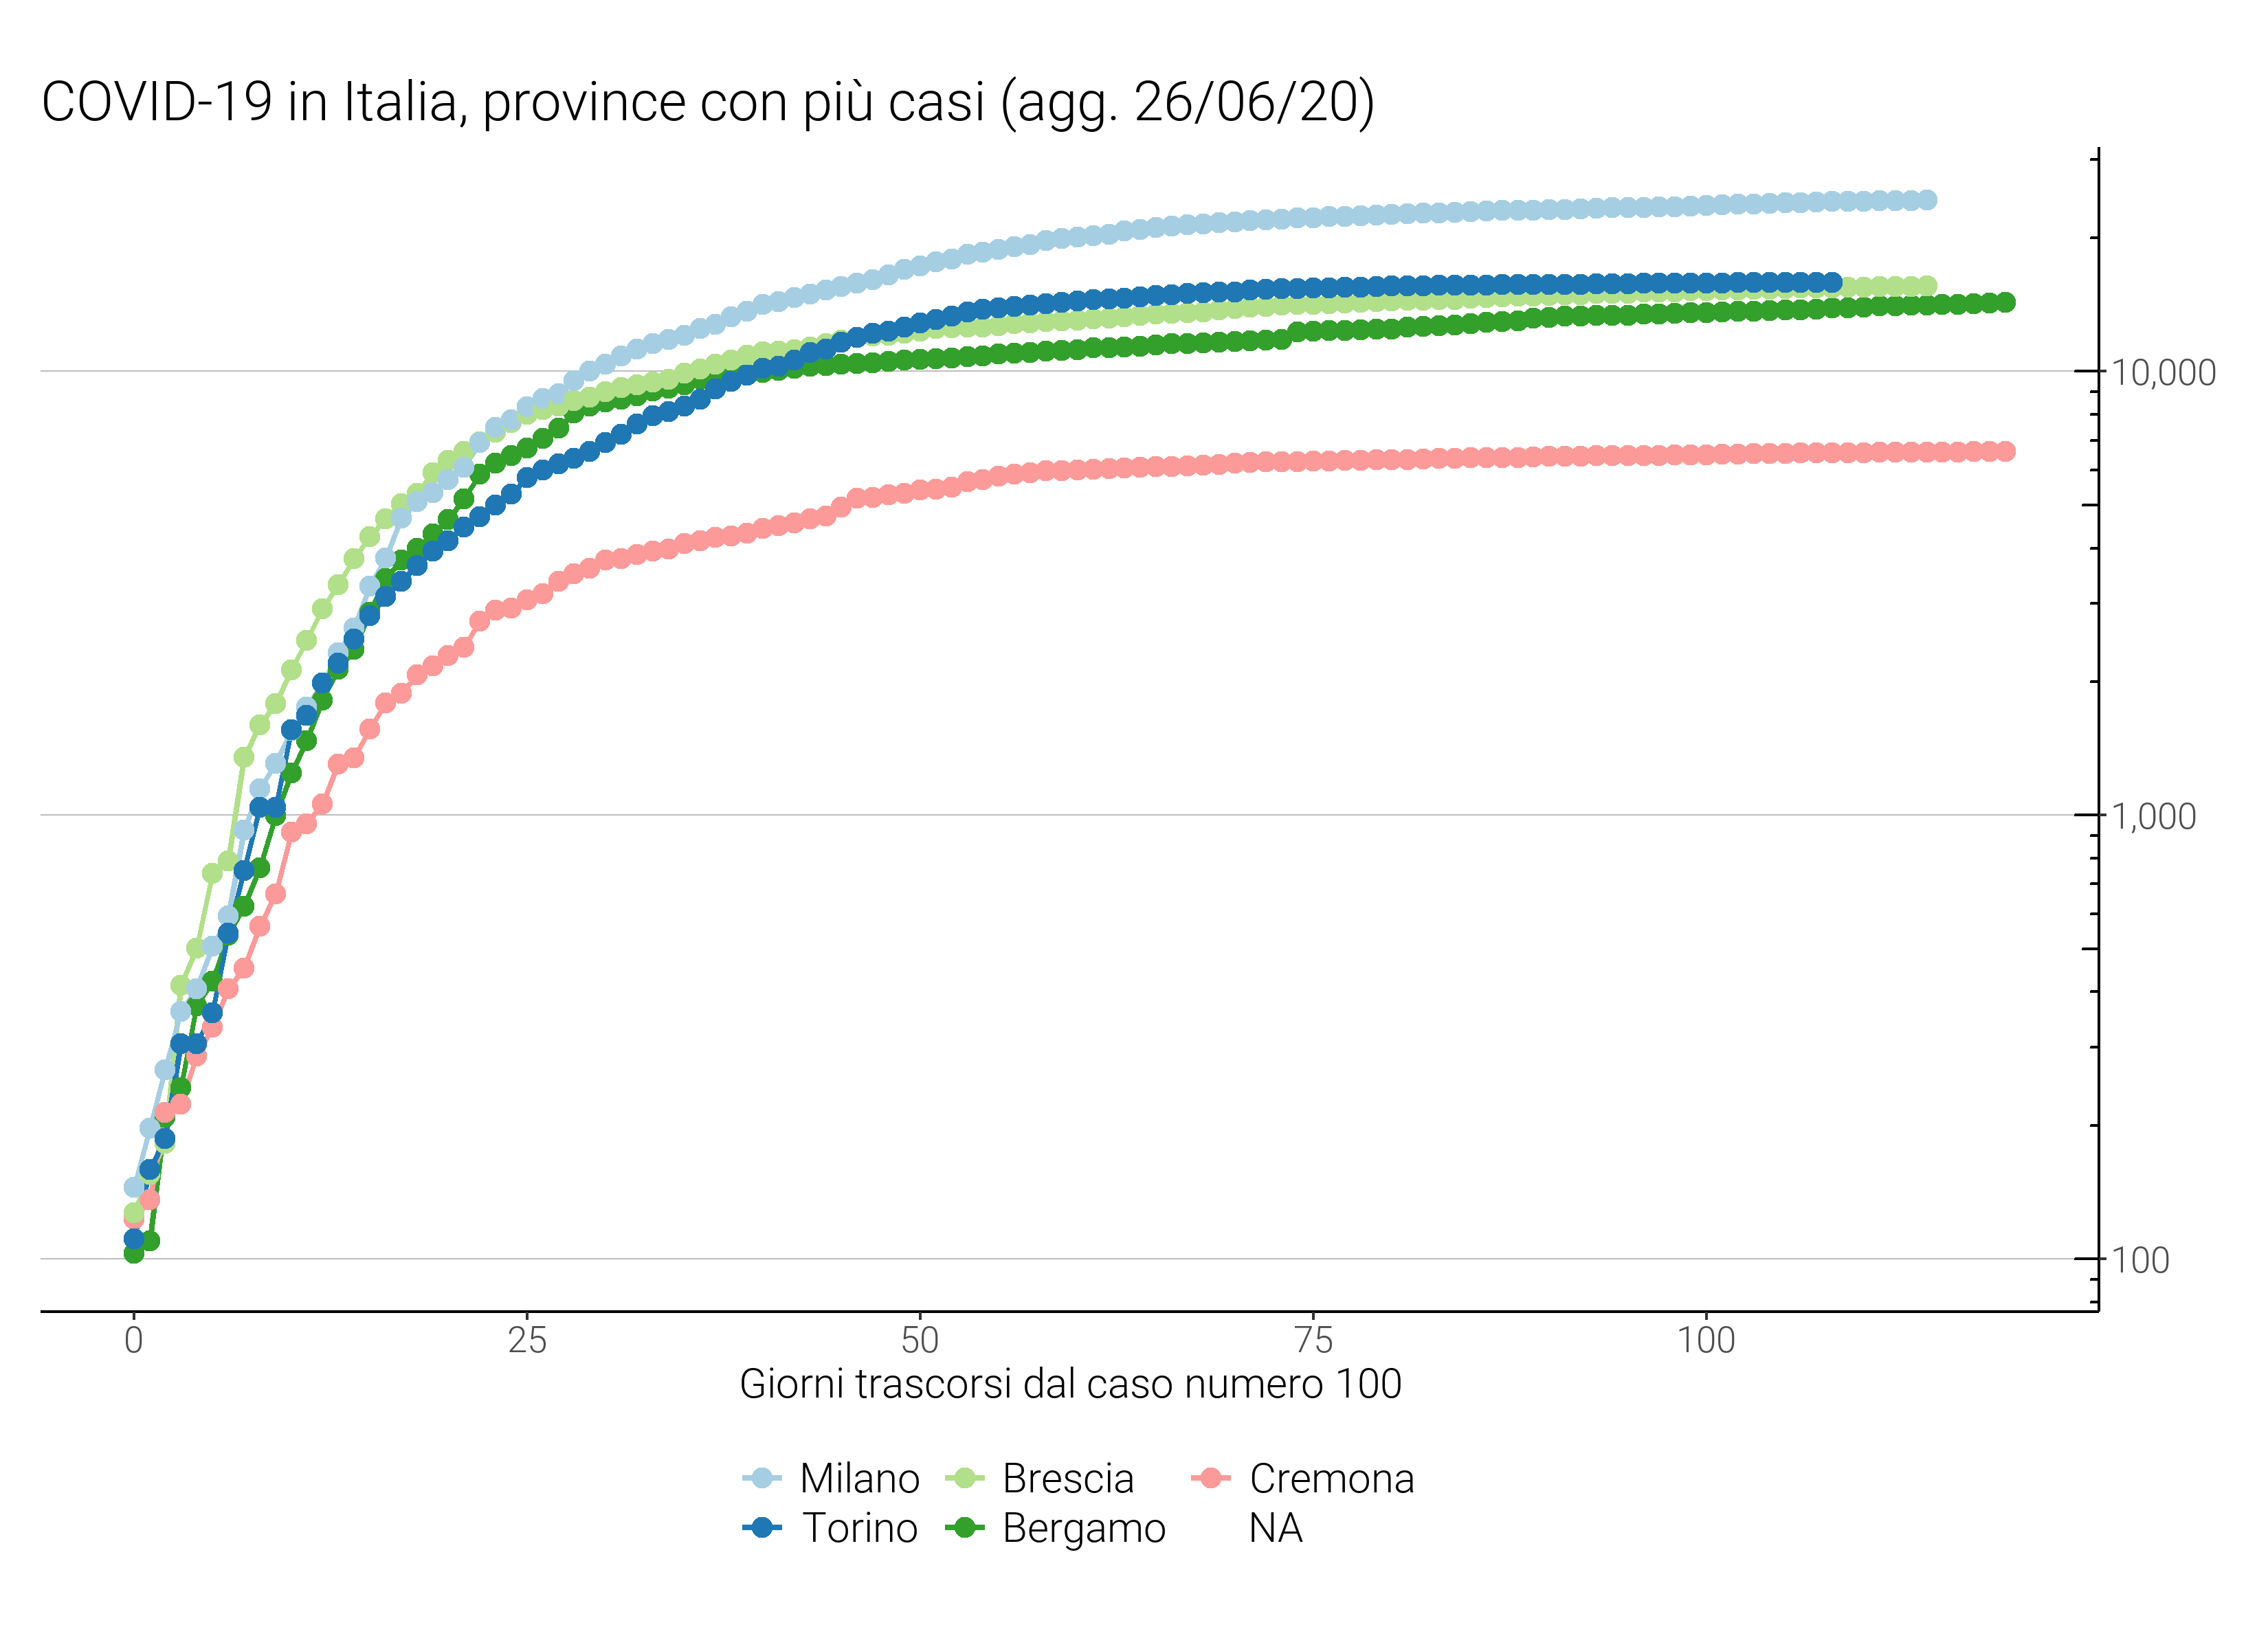 COVID-19 in Italia, province con più casi (agg. 26/06/20)
10,000
1,000
100
0 25 50 75 100
Giorni trascorsi dal caso numero 100
Milano Brescia Cremona
Torino Bergamo NA